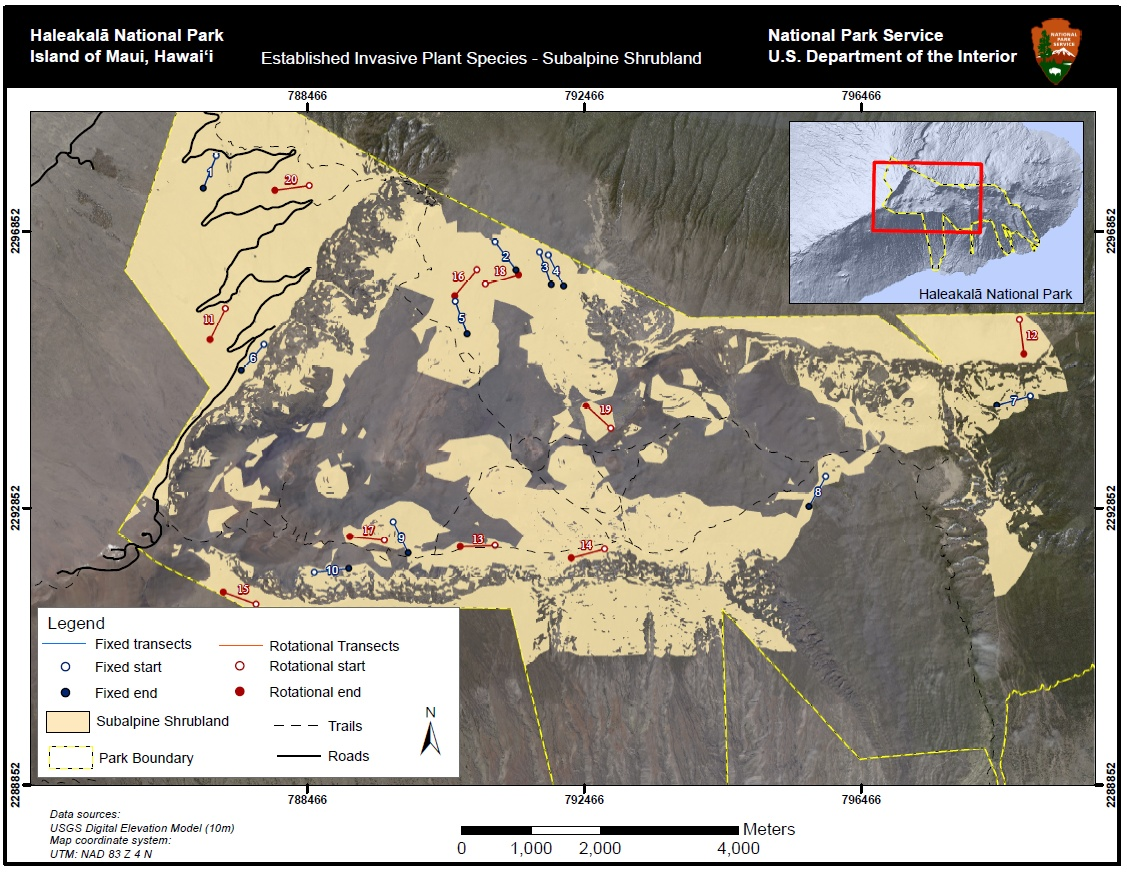 Haleakalā National Park
Island of Maui, Hawai‘i
Established Invasive Plant Species - Subalpine Shrubland
National Park Service
U.S. Department of the Interior
NATIONAL
PARK
SERVICE
788466
792466
796466
2296852
2296852
2292852
2292852
2288852
2288852
Haleakalā National Park
1
20
2
3
4
16
18
5
11
6
12
7
19
8
17
9
13
14
10
15
Legend
Fixed transects
Rotational Transects
Fixed start
Rotational start
Fixed end
Rotational end
Subalpine Shrubland
Trails
Park Boundary
Roads
N
788466
792466
796466
Data sources:
USGS Digital Elevation Model (10m)
Map coordinate system:
UTM: NAD 83 Z 4 N
Meters
0
1,000
2,000
4,000